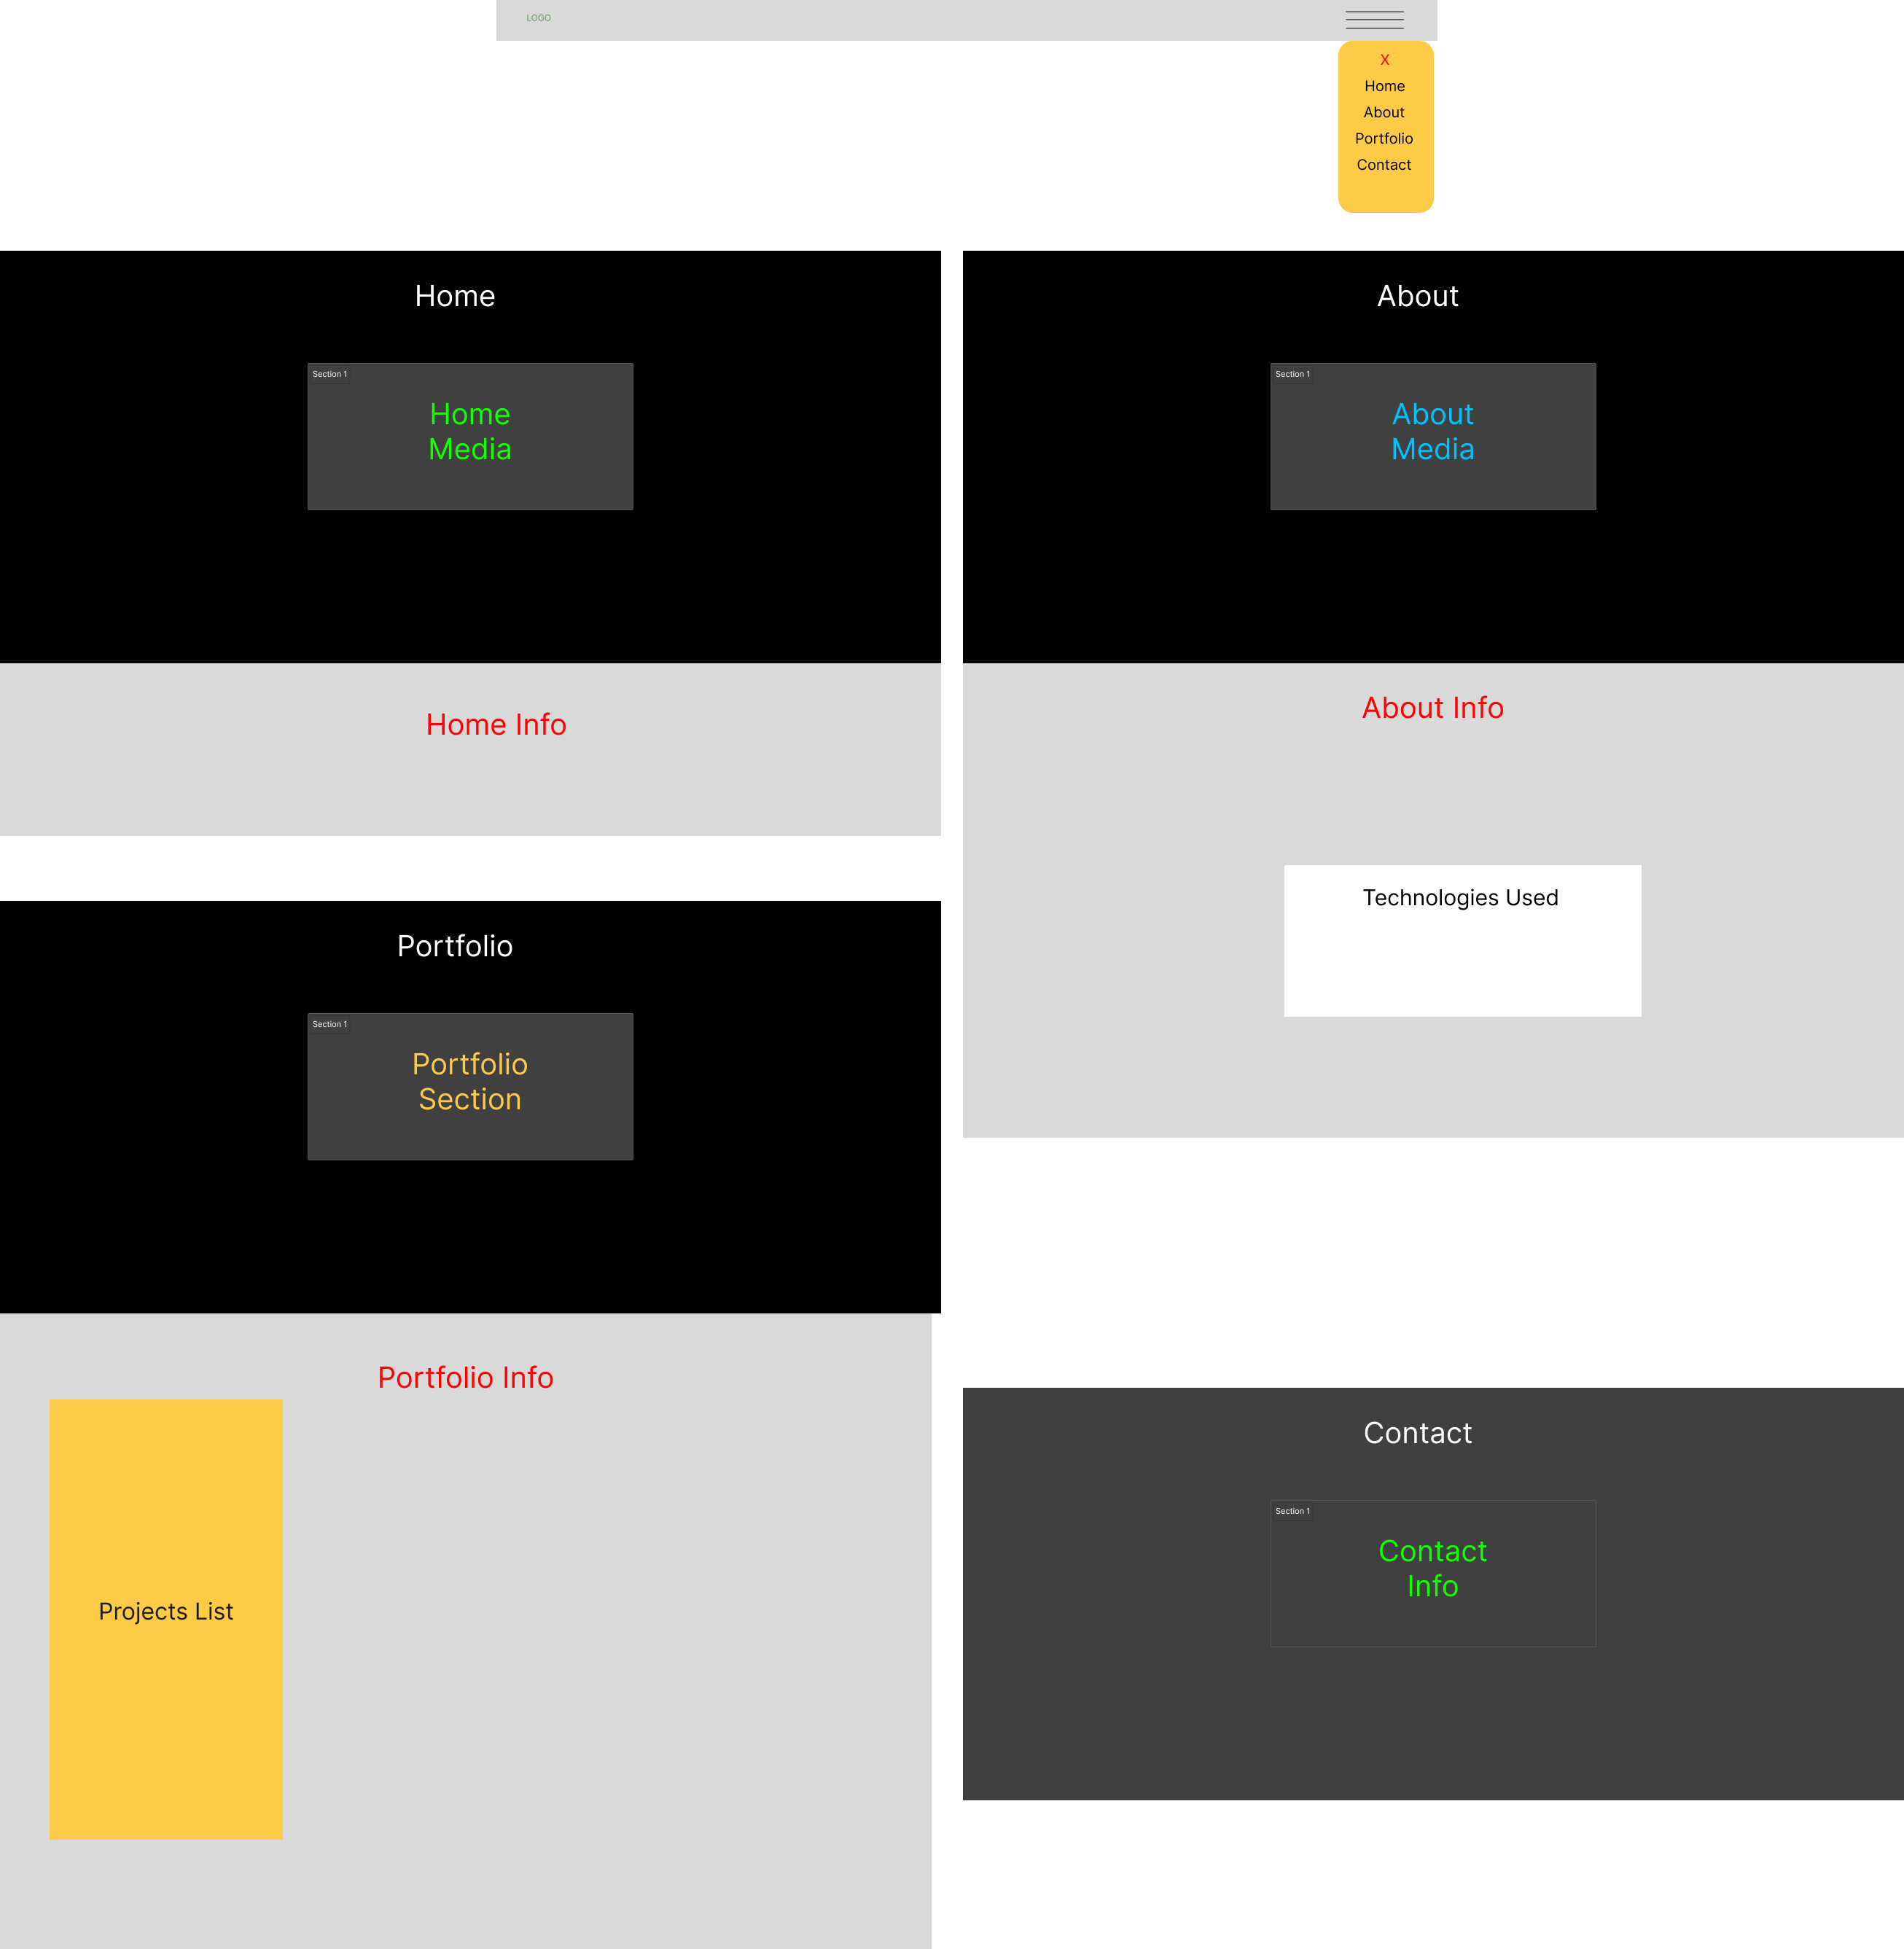 LOGO
X
Home
About
Portfolio
Contact
Home
Section 1
Home
Media
Home Info
About
Section 1
About
Media
About Info
Technologies Used
Portfolio
Section 1
Portfolio
Section
Portfolio Info
Projects List
Contact
Section 1
Contact
Info